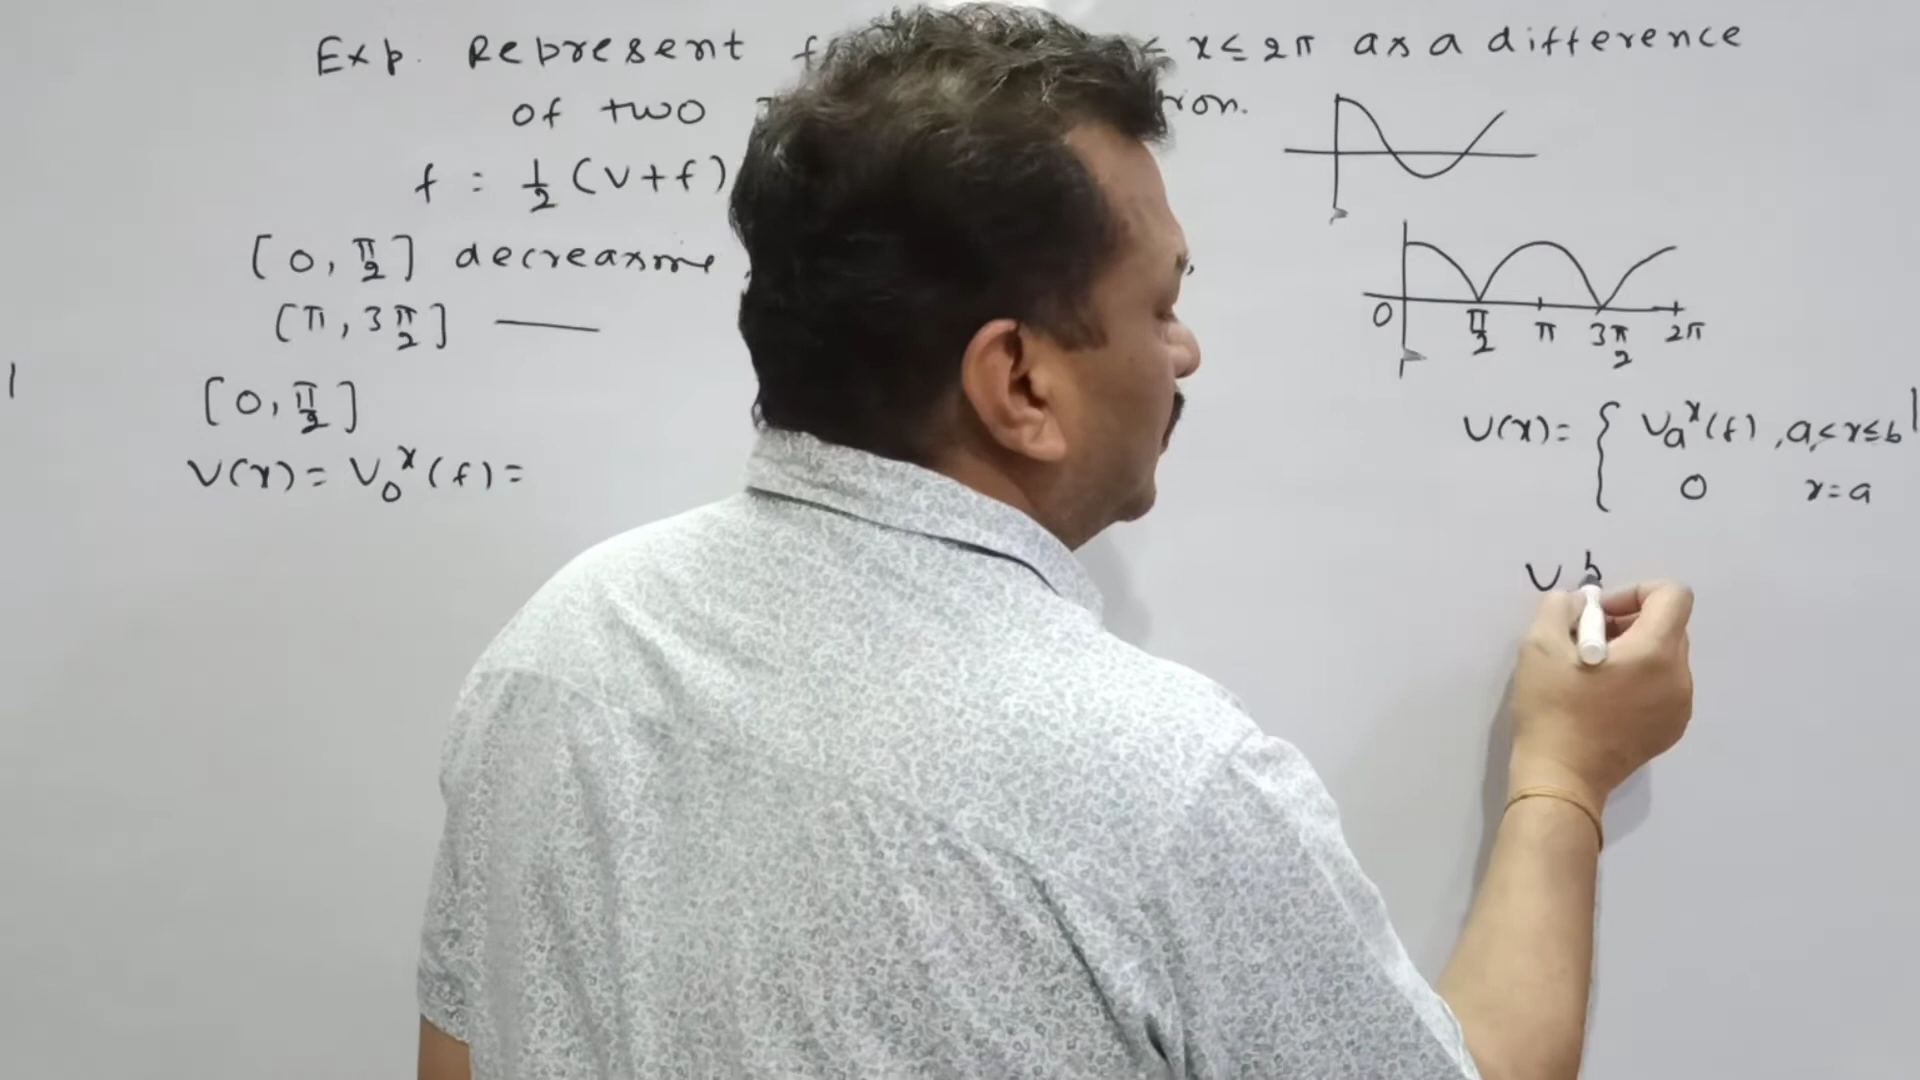 Exp. Represent f x ≤ 2π as a difference
of two
f = 1/2 (V+f)
[0, π/2] decreasing
[π, 3π/2] ——
[0, π/2]
V(x) = V₀ˣ(f) =
0 π/2 π 3π/2 2π
V(x) = { Vₐˣ(f), a<x≤b
0 x=a
V b